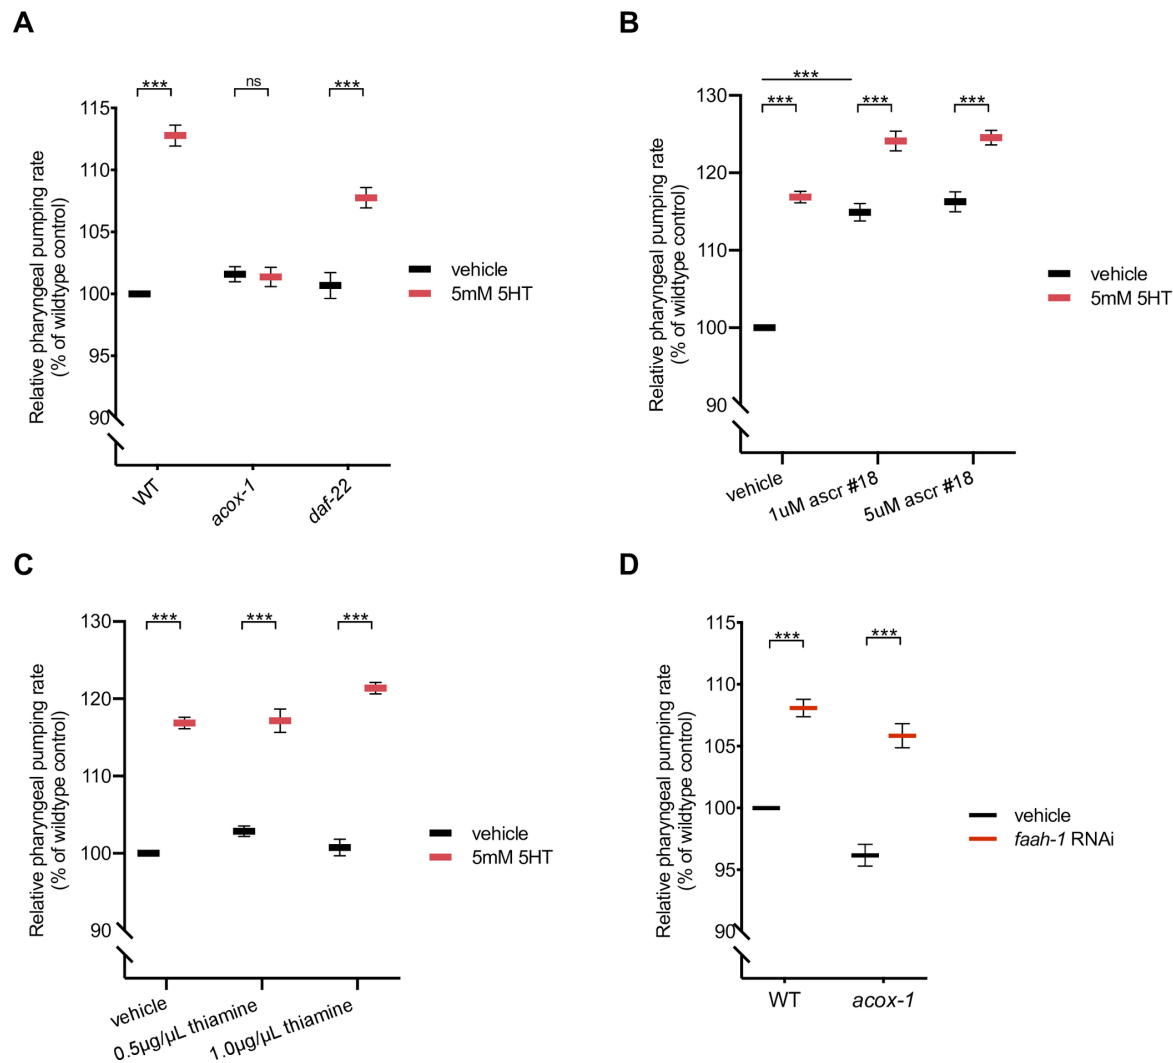 A
Relative pharyngeal pumping rate
(% of wildtype control)
115
110
105
100
95
90
***
ns
***
WT
acox-1
daf-22
vehicle
5mM 5HT
B
Relative pharyngeal pumping rate
(% of wildtype control)
130
120
110
100
90
***
***
***
***
vehicle
1uM ascr #18
5uM ascr #18
vehicle
5mM 5HT
C
Relative pharyngeal pumping rate
(% of wildtype control)
130
120
110
100
90
***
***
***
vehicle
0.5µg/µL thiamine
1.0µg/µL thiamine
vehicle
5mM 5HT
D
Relative pharyngeal pumping rate
(% of wildtype control)
115
110
105
100
95
90
***
***
WT
acox-1
vehicle
faah-1 RNAi